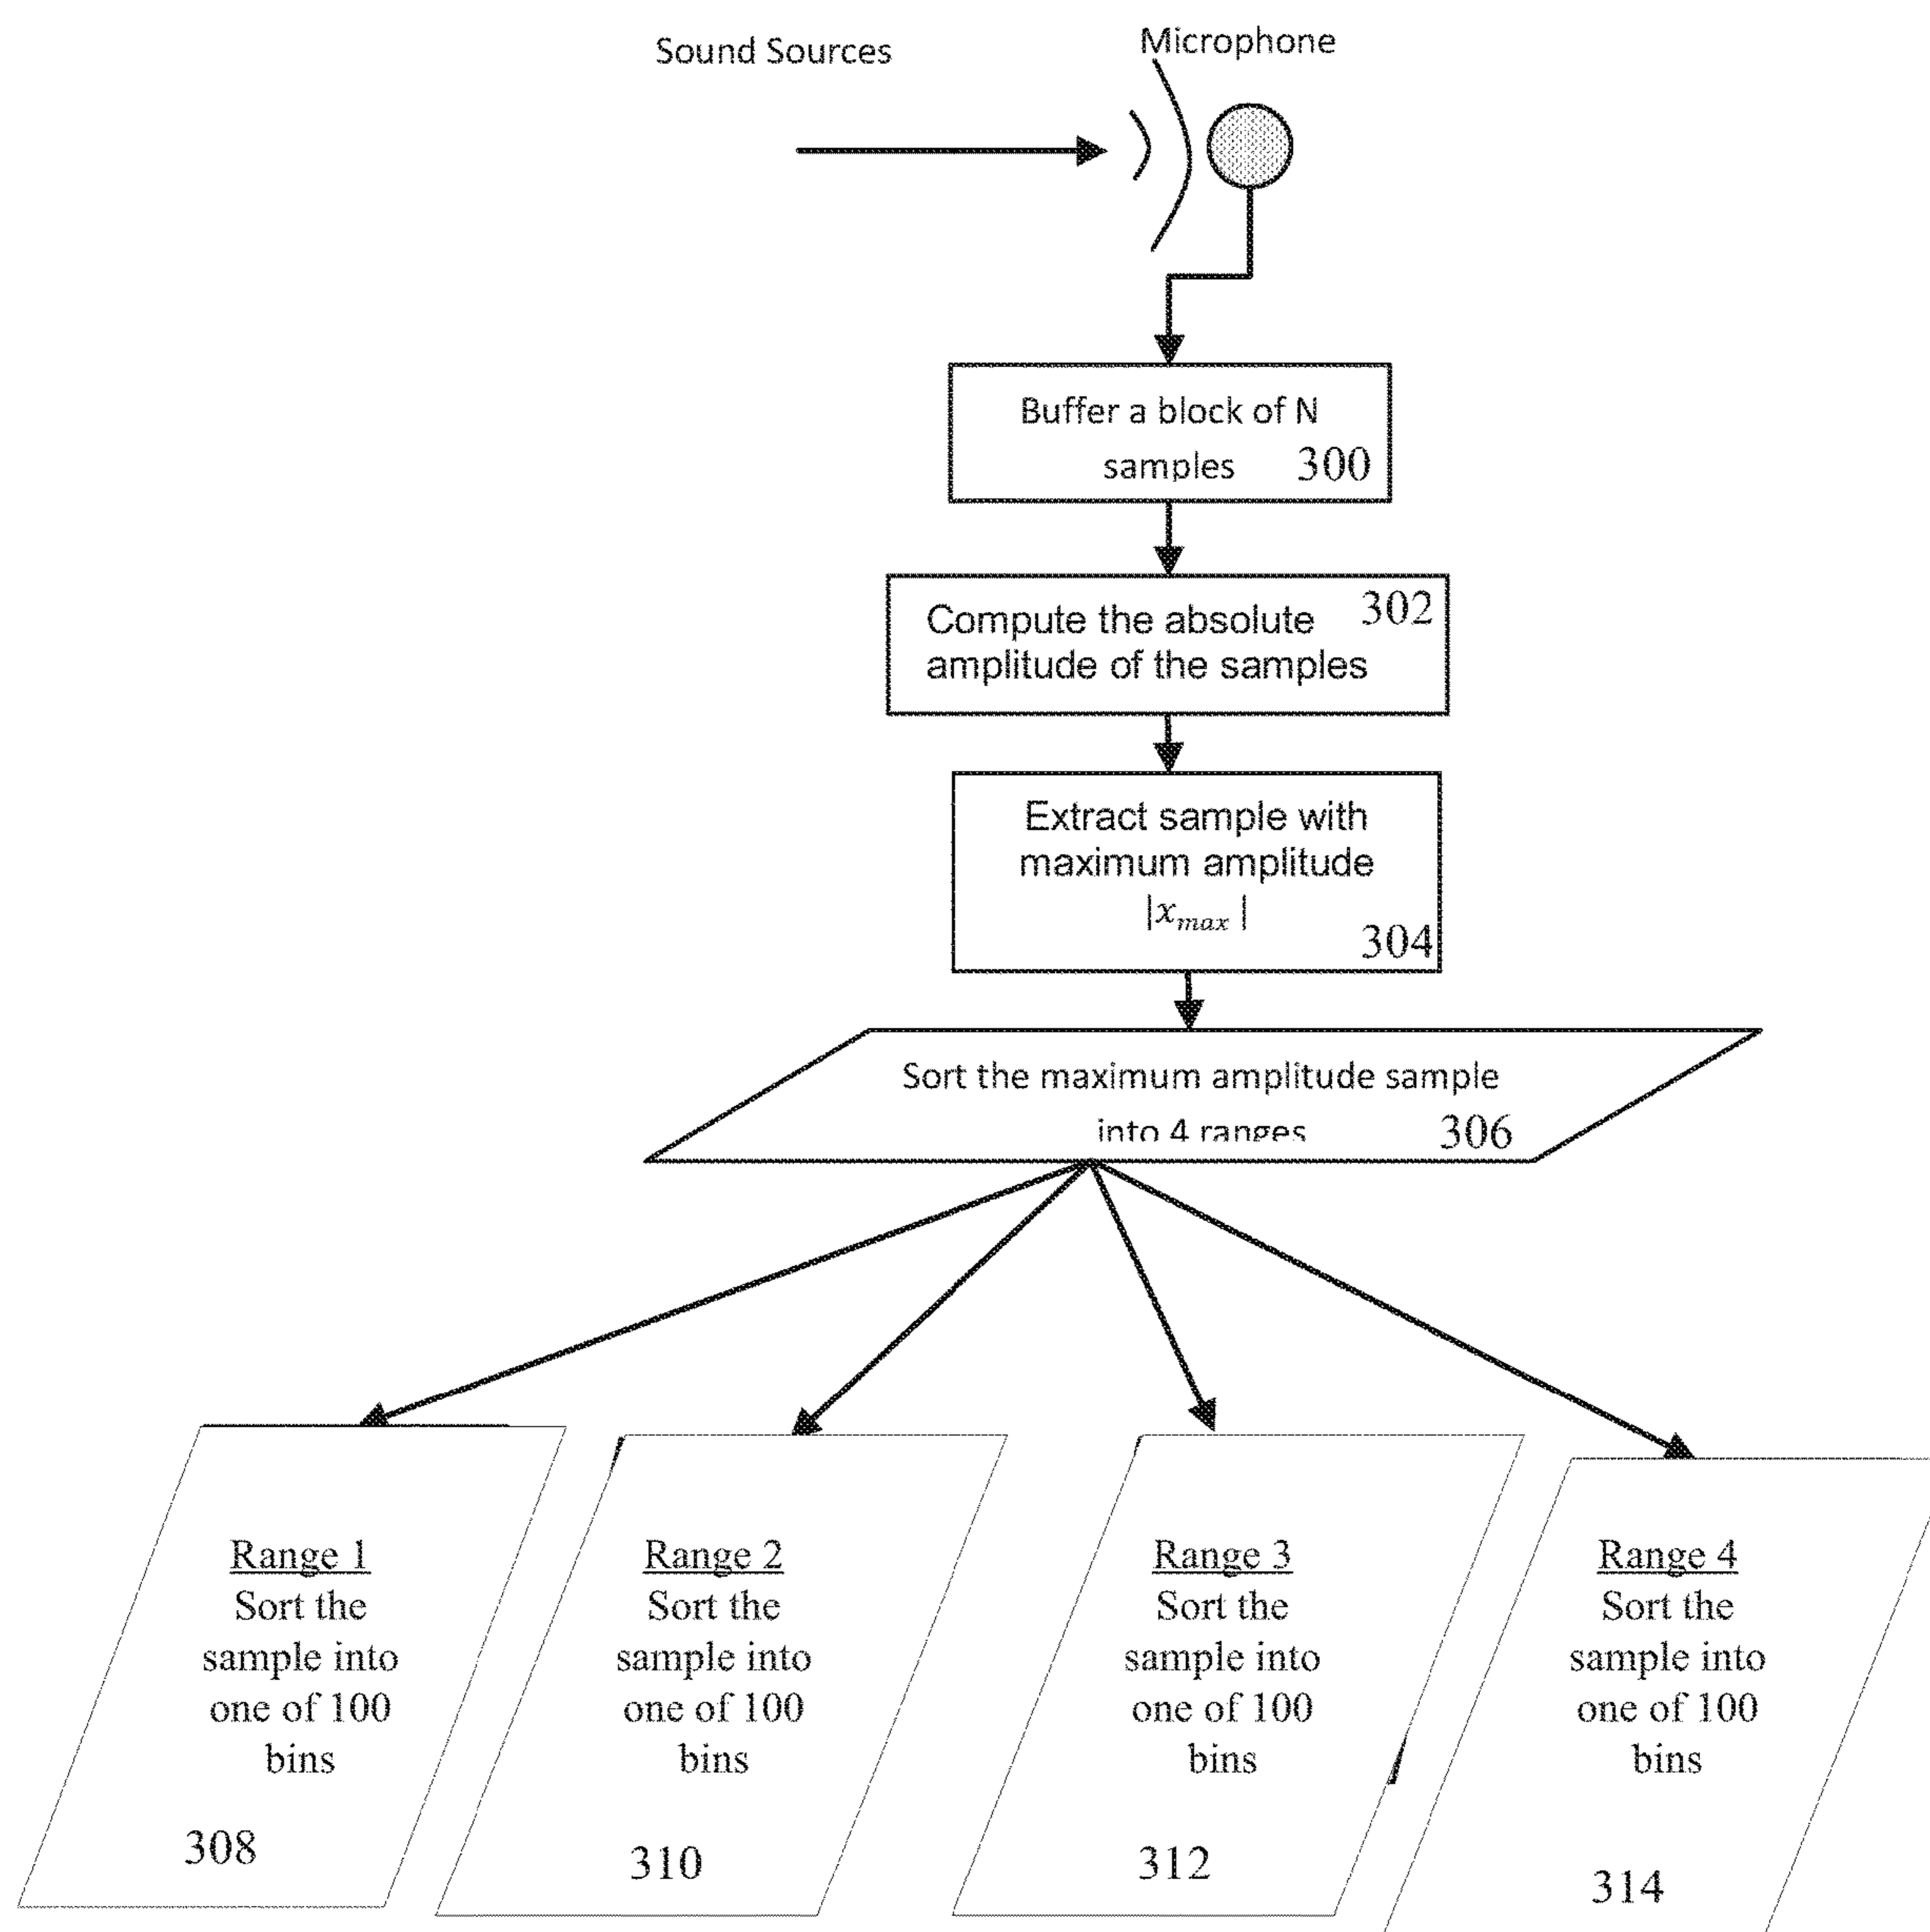 Sound Sources
Microphone
Buffer a block of N
samples 300
Compute the absolute 302
amplitude of the samples
Extract sample with
maximum amplitude
|x_max|
304
Sort the maximum amplitude sample
into 4 ranges 306
Range 1
Sort the
sample into
one of 100
bins
308
Range 2
Sort the
sample into
one of 100
bins
310
Range 3
Sort the
sample into
one of 100
bins
312
Range 4
Sort the
sample into
one of 100
bins
314